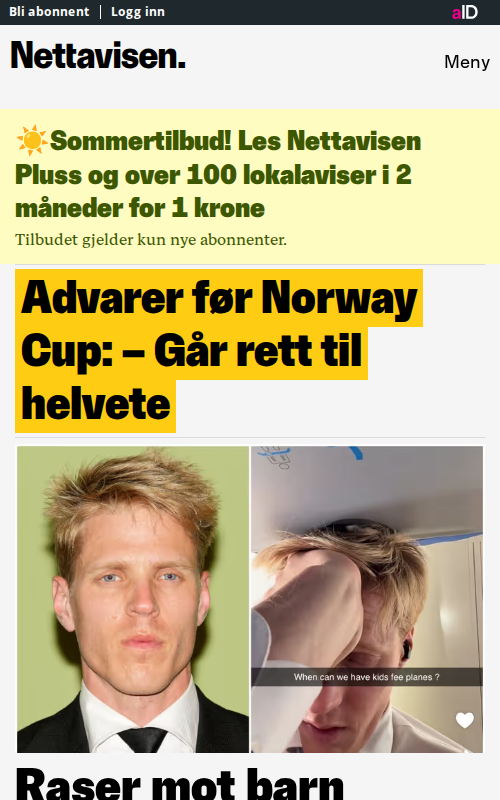 Bli abonnent | Logg inn
aID
Nettavisen.
Meny
☀️Sommertilbud! Les Nettavisen
Pluss og over 100 lokalaviser i 2
måneder for 1 krone
Tilbudet gjelder kun nye abonnenter.
Advarer før Norway
Cup: – Går rett til
helvete
When can we have kids fee planes ?
Raser mot barn